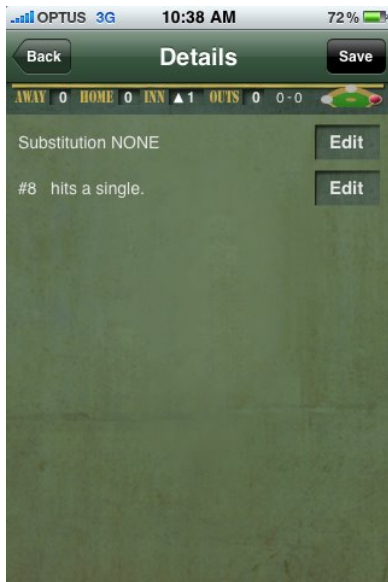 OPTUS 3G 10:38 AM 72%
Back Details Save
AWAY 0 HOME 0 INN ▲1 OUTS 0 0-0
Substitution NONE Edit
#8 hits a single. Edit